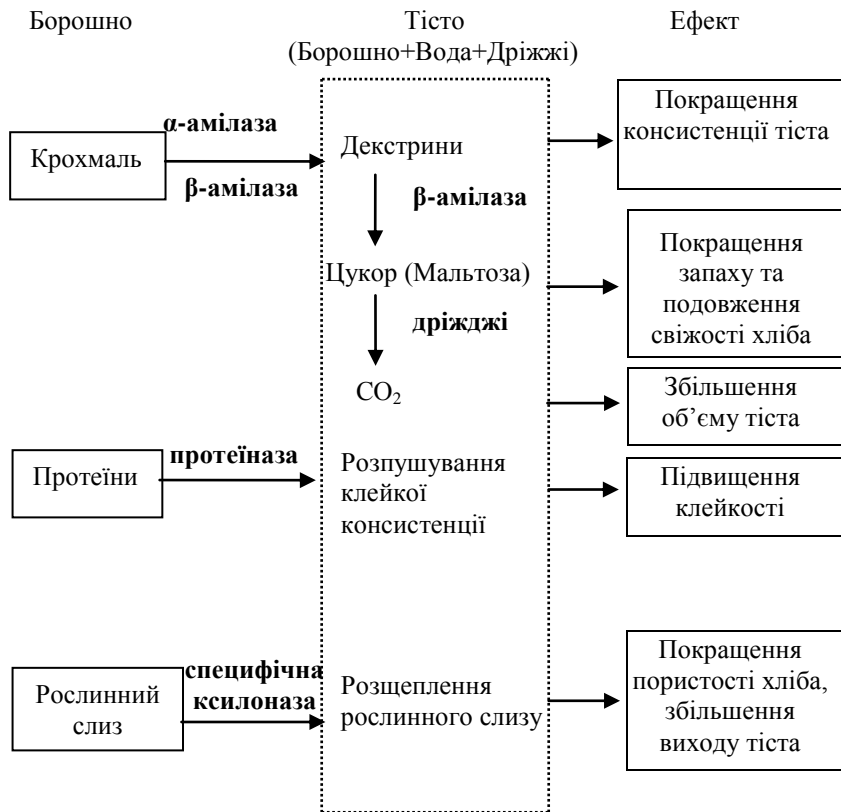 Борошно
Тісто
(Борошно+Вода+Дріжжі)
Ефект
Крохмаль
α-амілаза
β-амілаза
Декстрини
β-амілаза
Цукор (Мальтоза)
дріжджі
CO₂
Покращення
консистенції тіста
Покращення
запаху та
подовження
свіжості хліба
Збільшення
об’єму тіста
Протеїни
протеїназа
Розпушування
клейкої
консистенції
Підвищення
клейкості
Рослинний
слиз
специфічна
ксилоназа
Розщеплення
рослинного слизу
Покращення
пористості хліба,
збільшення
виходу тіста